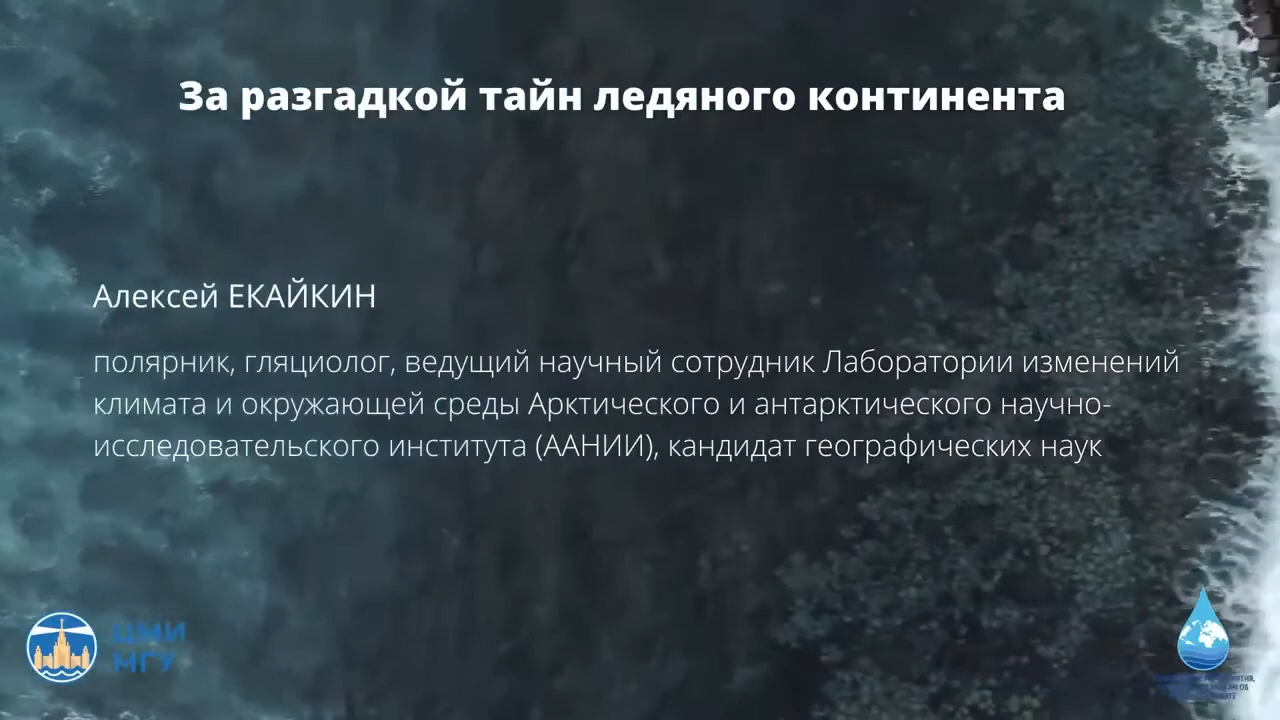 За разгадкой тайн ледяного континента
Алексей ЕКАЙКИН
полярник, гляциолог, ведущий научный сотрудник Лаборатории изменений
климата и окружающей среды Арктического и антарктического научно-
исследовательского института (ААНИИ), кандидат географических наук
ЦМИ
МГУ